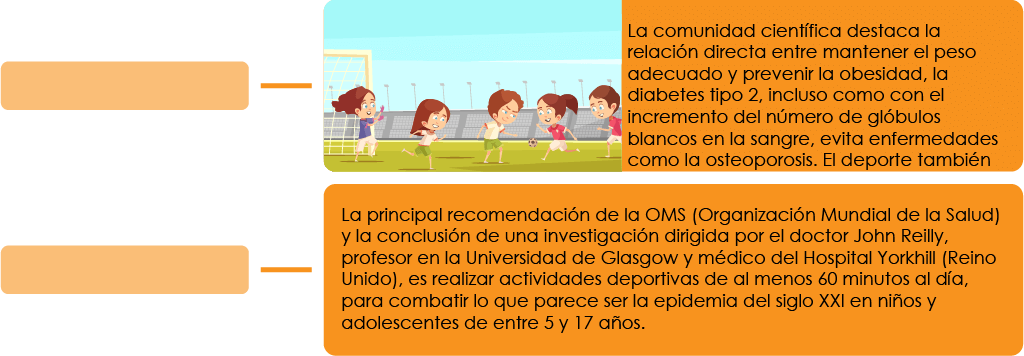 La comunidad científica destaca la
relación directa entre mantener el peso
adecuado y prevenir la obesidad, la
diabetes tipo 2, incluso como con el
incremento del número de glóbulos
blancos en la sangre, evita enfermedades
como la osteoporosis. El deporte también
La principal recomendación de la OMS (Organización Mundial de la Salud)
y la conclusión de una investigación dirigida por el doctor John Reilly,
profesor en la Universidad de Glasgow y médico del Hospital Yorkhill (Reino
Unido), es realizar actividades deportivas de al menos 60 minutos al día,
para combatir lo que parece ser la epidemia del siglo XXI en niños y
adolescentes de entre 5 y 17 años.